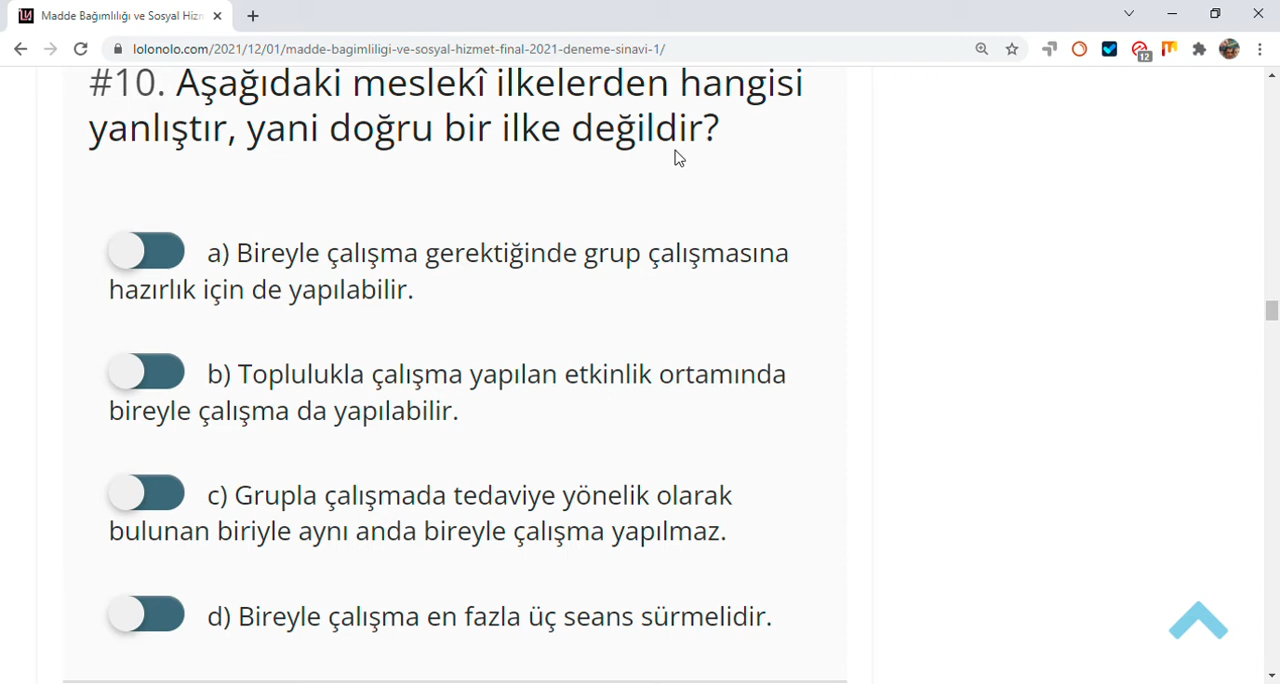 Madde Bağımlılığı ve Sosyal Hizm
lolonolo.com/2021/12/01/madde-bagimliligi-ve-sosyal-hizmet-final-2021-deneme-sinavi-1/
12
#10. Aşağıdaki meslekî ilkelerden hangisi
yanlıştır, yani doğru bir ilke değildir?
a) Bireyle çalışma gerektiğinde grup çalışmasına
hazırlık için de yapılabilir.
b) Toplulukla çalışma yapılan etkinlik ortamında
bireyle çalışma da yapılabilir.
c) Grupla çalışmada tedaviye yönelik olarak
bulunan biriyle aynı anda bireyle çalışma yapılmaz.
d) Bireyle çalışma en fazla üç seans sürmelidir.